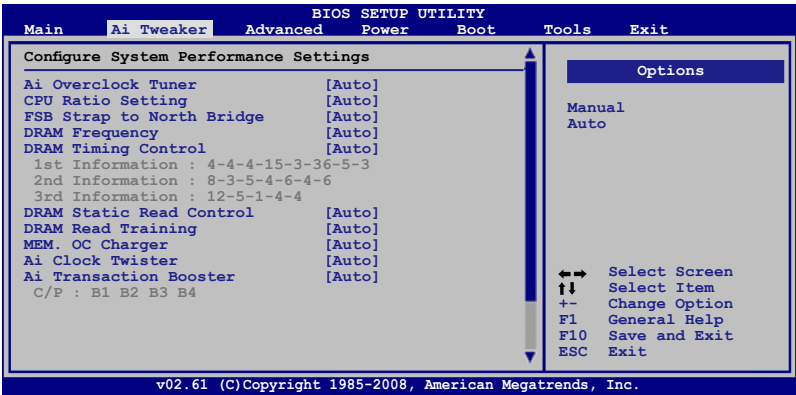 BIOS SETUP UTILITY
Main Ai Tweaker Advanced Power Boot Tools Exit
Configure System Performance Settings
Ai Overclock Tuner [Auto]
CPU Ratio Setting [Auto]
FSB Strap to North Bridge [Auto]
DRAM Frequency [Auto]
DRAM Timing Control [Auto]
1st Information : 4-4-4-15-3-36-5-3
2nd Information : 8-3-5-4-6-4-6
3rd Information : 12-5-1-4-4
DRAM Static Read Control [Auto]
DRAM Read Training [Auto]
MEM. OC Charger [Auto]
Ai Clock Twister [Auto]
Ai Transaction Booster [Auto]
C/P : B1 B2 B3 B4
Options
Manual
Auto
←→ Select Screen
↑↓ Select Item
+- Change Option
F1 General Help
F10 Save and Exit
ESC Exit
v02.61 (C)Copyright 1985-2008, American Megatrends, Inc.